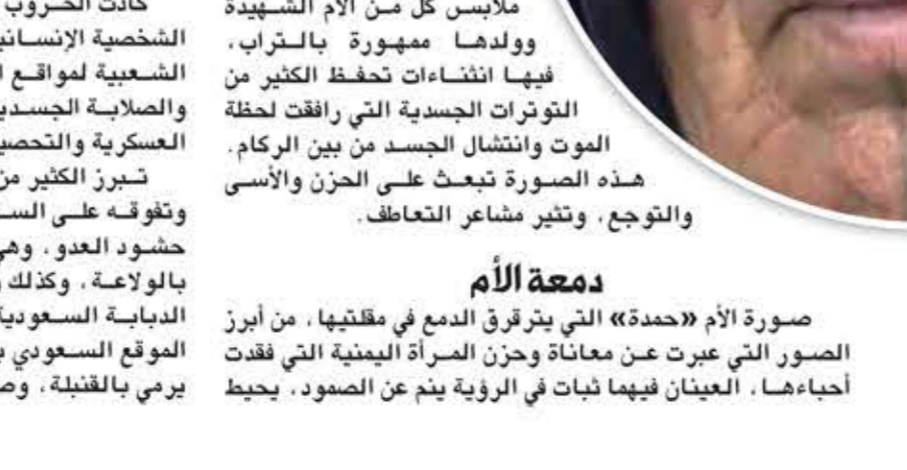 ملابس كل من الأم الشهيدة
وولدها ممهورة بالتراب،
فيها انثناءات تحفظ الكثير من
التوترات الجسدية التي رافقت لحظة
الموت وانتشال الجسد من بين الركام.
هذه الصورة تبعث على الحزن والأسى
والتوجع، وتثير مشاعر التعاطف.
دمعة الأم
صورة الأم «حمدة» التي يترقرق الدمع في مقلتيها، من أبرز
الصور التي عبرت عن معاناة وحزن المرأة اليمنية التي فقدت
أحباءها. العينان فيهما ثبات في الرؤية ينم عن الصمود. يحيط
كادت الحروب
الشخصية الإنسانية
الشعبية لمواقع
والصلابة الجسدية
العسكرية والتحصين
تبرز الكثير من
وتفوقه على
حشود العدو، وهي
بالولاعة، وكذلك
الدبابة السعودية
الموقع السعودي
يرمي بالقنبلة،